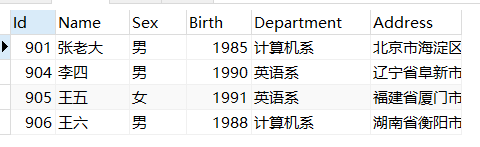 Id Name Sex Birth Department Address
901 张老大 男 1985 计算机系 北京市海淀区
904 李四 男 1990 英语系 辽宁省阜新市
905 王五 女 1991 英语系 福建省厦门市
906 王六 男 1988 计算机系 湖南省衡阳市